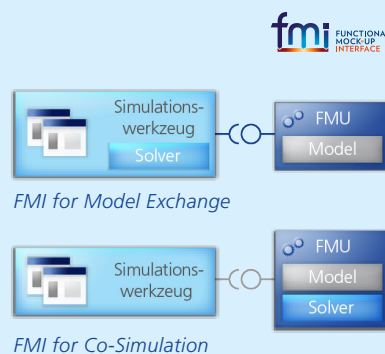 fmi FUNCTIONAL
MOCK-UP
INTERFACE
Simulations-
werkzeug
Solver
FMU
Model
FMI for Model Exchange
Simulations-
werkzeug
FMU
Model
Solver
FMI for Co-Simulation